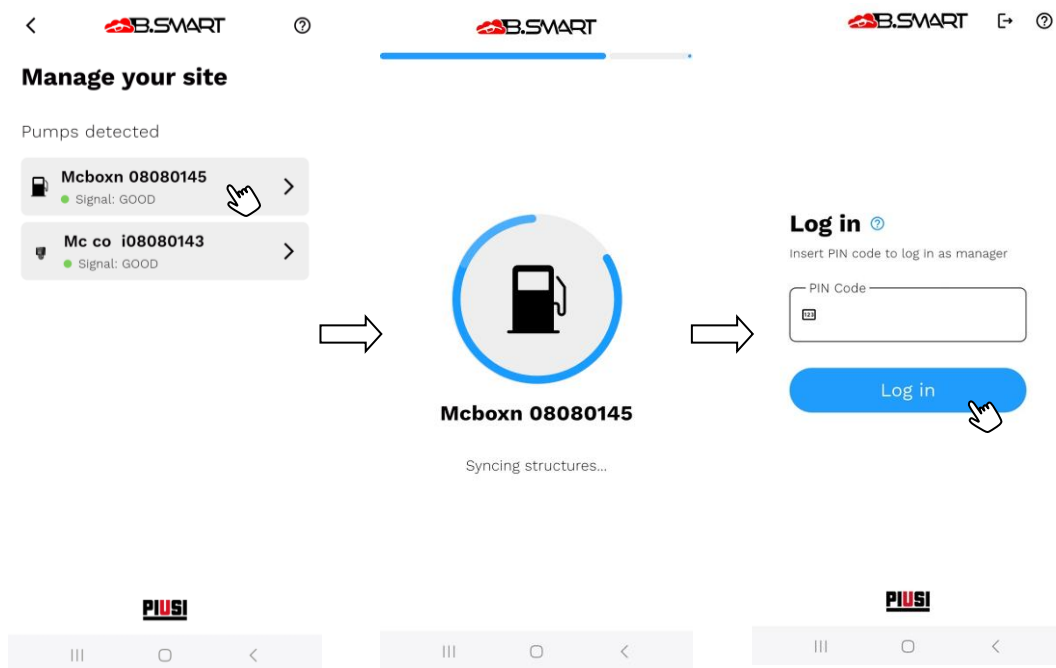 B.SMART
Manage your site
Pumps detected
Mcboxn 08080145
Signal: GOOD
Mc co i08080143
Signal: GOOD
PIUSI
B.SMART
Mcboxn 08080145
Syncing structures...
B.SMART
Log in
Insert PIN code to log in as manager
PIN Code
123
Log in
PIUSI